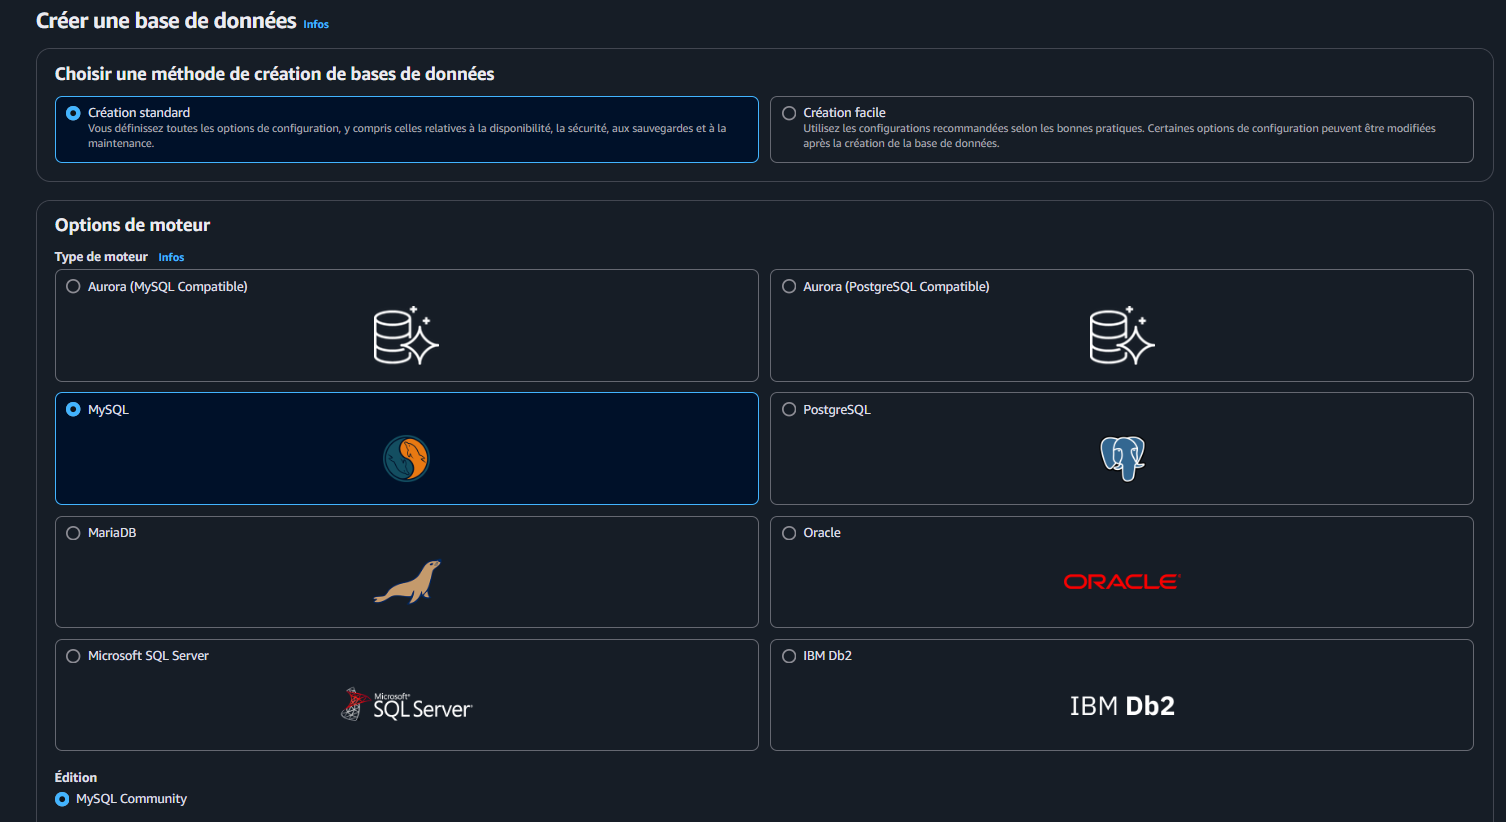 Créer une base de données Infos
Choisir une méthode de création de bases de données
Création standard
Vous définissez toutes les options de configuration, y compris celles relatives à la disponibilité, la sécurité, aux sauvegardes et à la
maintenance.
Création facile
Utilisez les configurations recommandées selon les bonnes pratiques. Certaines options de configuration peuvent être modifiées
après la création de la base de données.
Options de moteur
Type de moteur Infos
Aurora (MySQL Compatible)
Aurora (PostgreSQL Compatible)
MySQL
PostgreSQL
MariaDB
Oracle
ORACLE
Microsoft SQL Server
Microsoft
SQL Server
IBM Db2
IBM Db2
Édition
MySQL Community